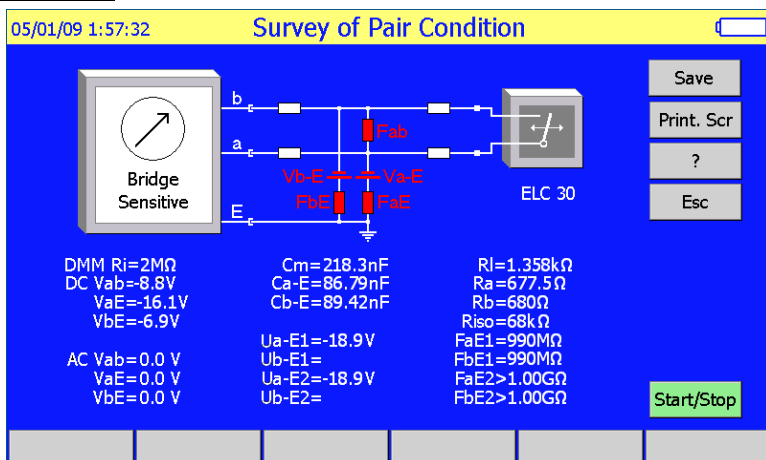 05/01/09 1:57:32
Survey of Pair Condition
Save
Print. Scr
?
Esc
b
a
E
Bridge
Sensitive
Fab
Vb-E
Va-E
FbE
FaE
ELC 30
DMM Ri=2MΩ
DC Vab=-8.8V
VaE=-16.1V
VbE=-6.9V
AC Vab=0.0 V
VaE=0.0 V
VbE=0.0 V
Cm=218.3nF
Ca-E=86.79nF
Cb-E=89.42nF
Ua-E1=-18.9V
Ub-E1=
Ua-E2=-18.9V
Ub-E2=
Rl=1.358kΩ
Ra=677.5Ω
Rb=680Ω
Riso=68kΩ
FaE1=990MΩ
FbE1=990MΩ
FaE2>1.00GΩ
FbE2>1.00GΩ
Start/Stop